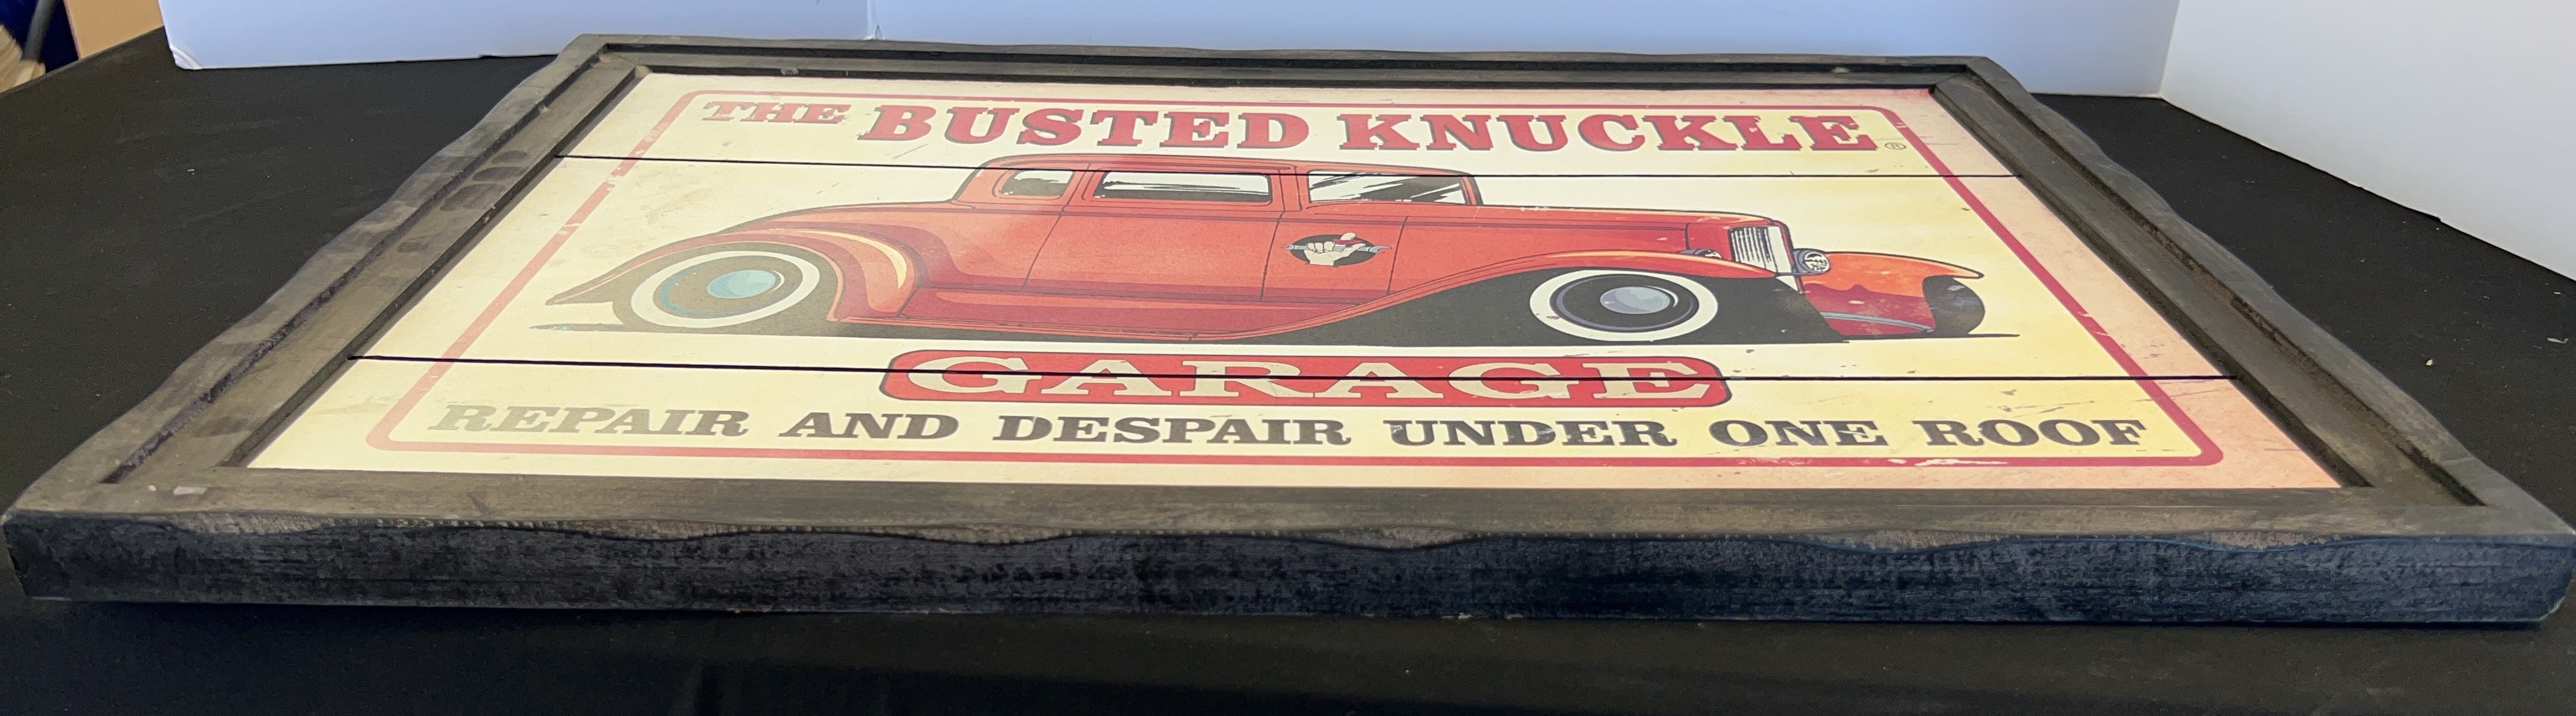 THE BUSTED KNUCKLE®
GARAGE
REPAIR AND DESPAIR UNDER ONE ROOF